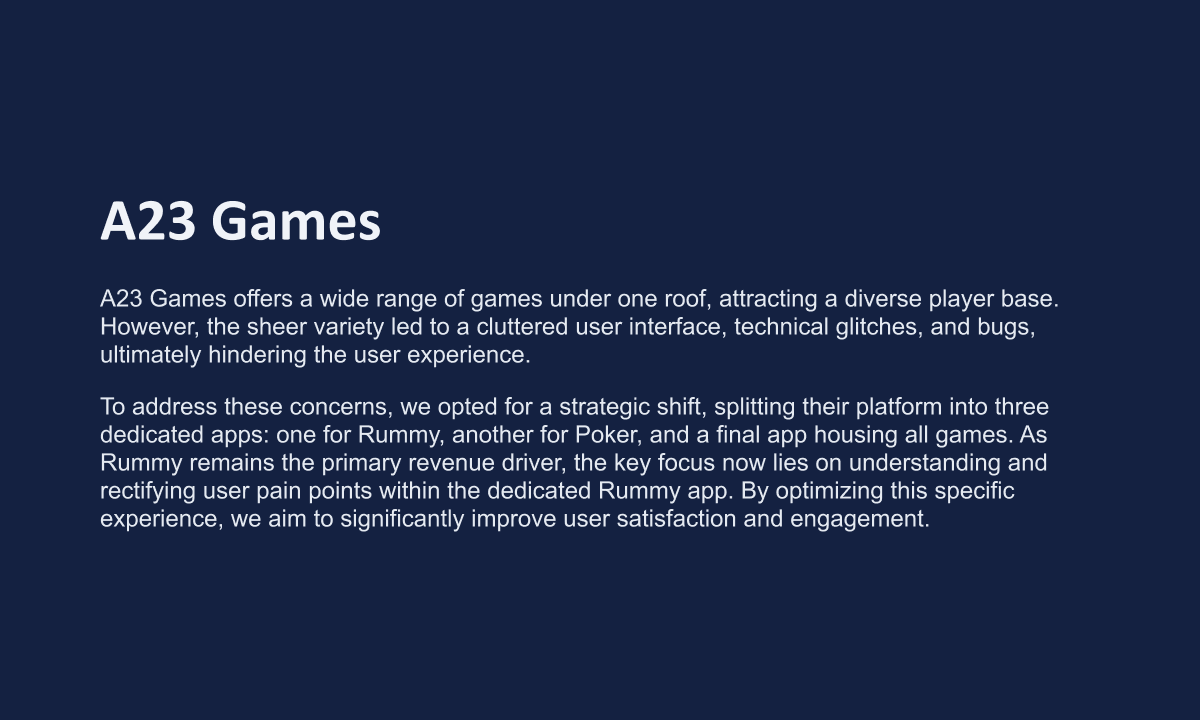 A23 Games
A23 Games offers a wide range of games under one roof, attracting a diverse player base.
However, the sheer variety led to a cluttered user interface, technical glitches, and bugs,
ultimately hindering the user experience.
To address these concerns, we opted for a strategic shift, splitting their platform into three
dedicated apps: one for Rummy, another for Poker, and a final app housing all games. As
Rummy remains the primary revenue driver, the key focus now lies on understanding and
rectifying user pain points within the dedicated Rummy app. By optimizing this specific
experience, we aim to significantly improve user satisfaction and engagement.